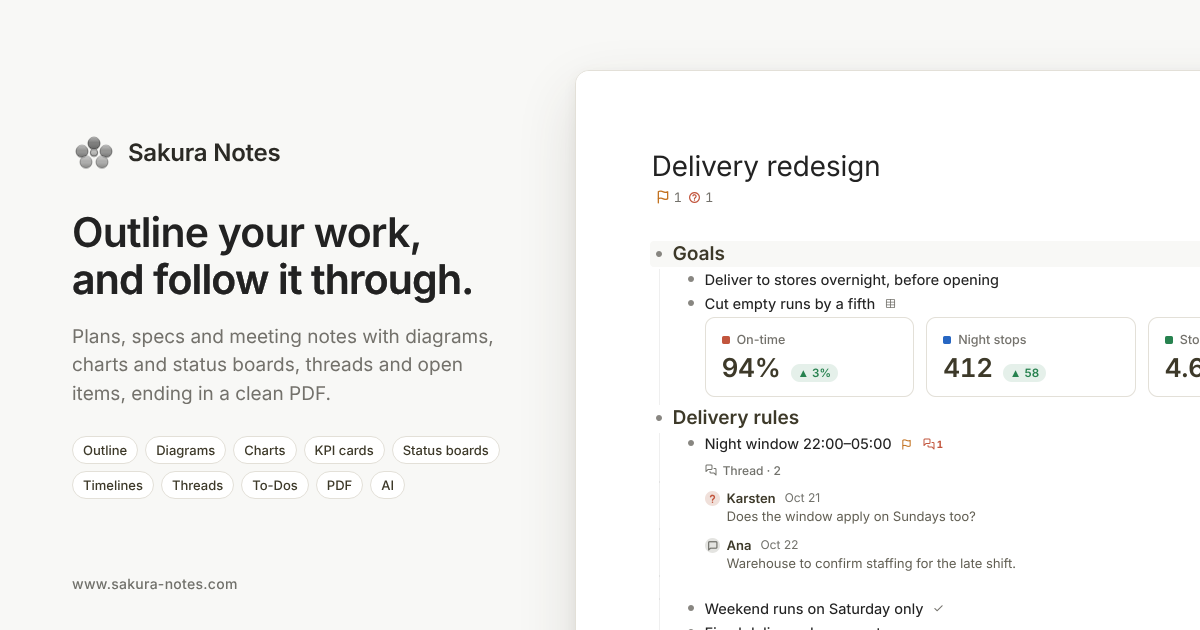 Sakura Notes
Outline your work,
and follow it through.
Plans, specs and meeting notes with diagrams,
charts and status boards, threads and open
items, ending in a clean PDF.
Outline Diagrams Charts KPI cards Status boards
Timelines Threads To-Dos PDF AI
www.sakura-notes.com
Delivery redesign
1 1
Goals
Deliver to stores overnight, before opening
Cut empty runs by a fifth
On-time
94% ▲ 3%
Night stops
412 ▲ 58
Delivery rules
Night window 22:00–05:00 1
Thread · 2
? Karsten Oct 21
Does the window apply on Sundays too?
Ana Oct 22
Warehouse to confirm staffing for the late shift.
Weekend runs on Saturday only ✓